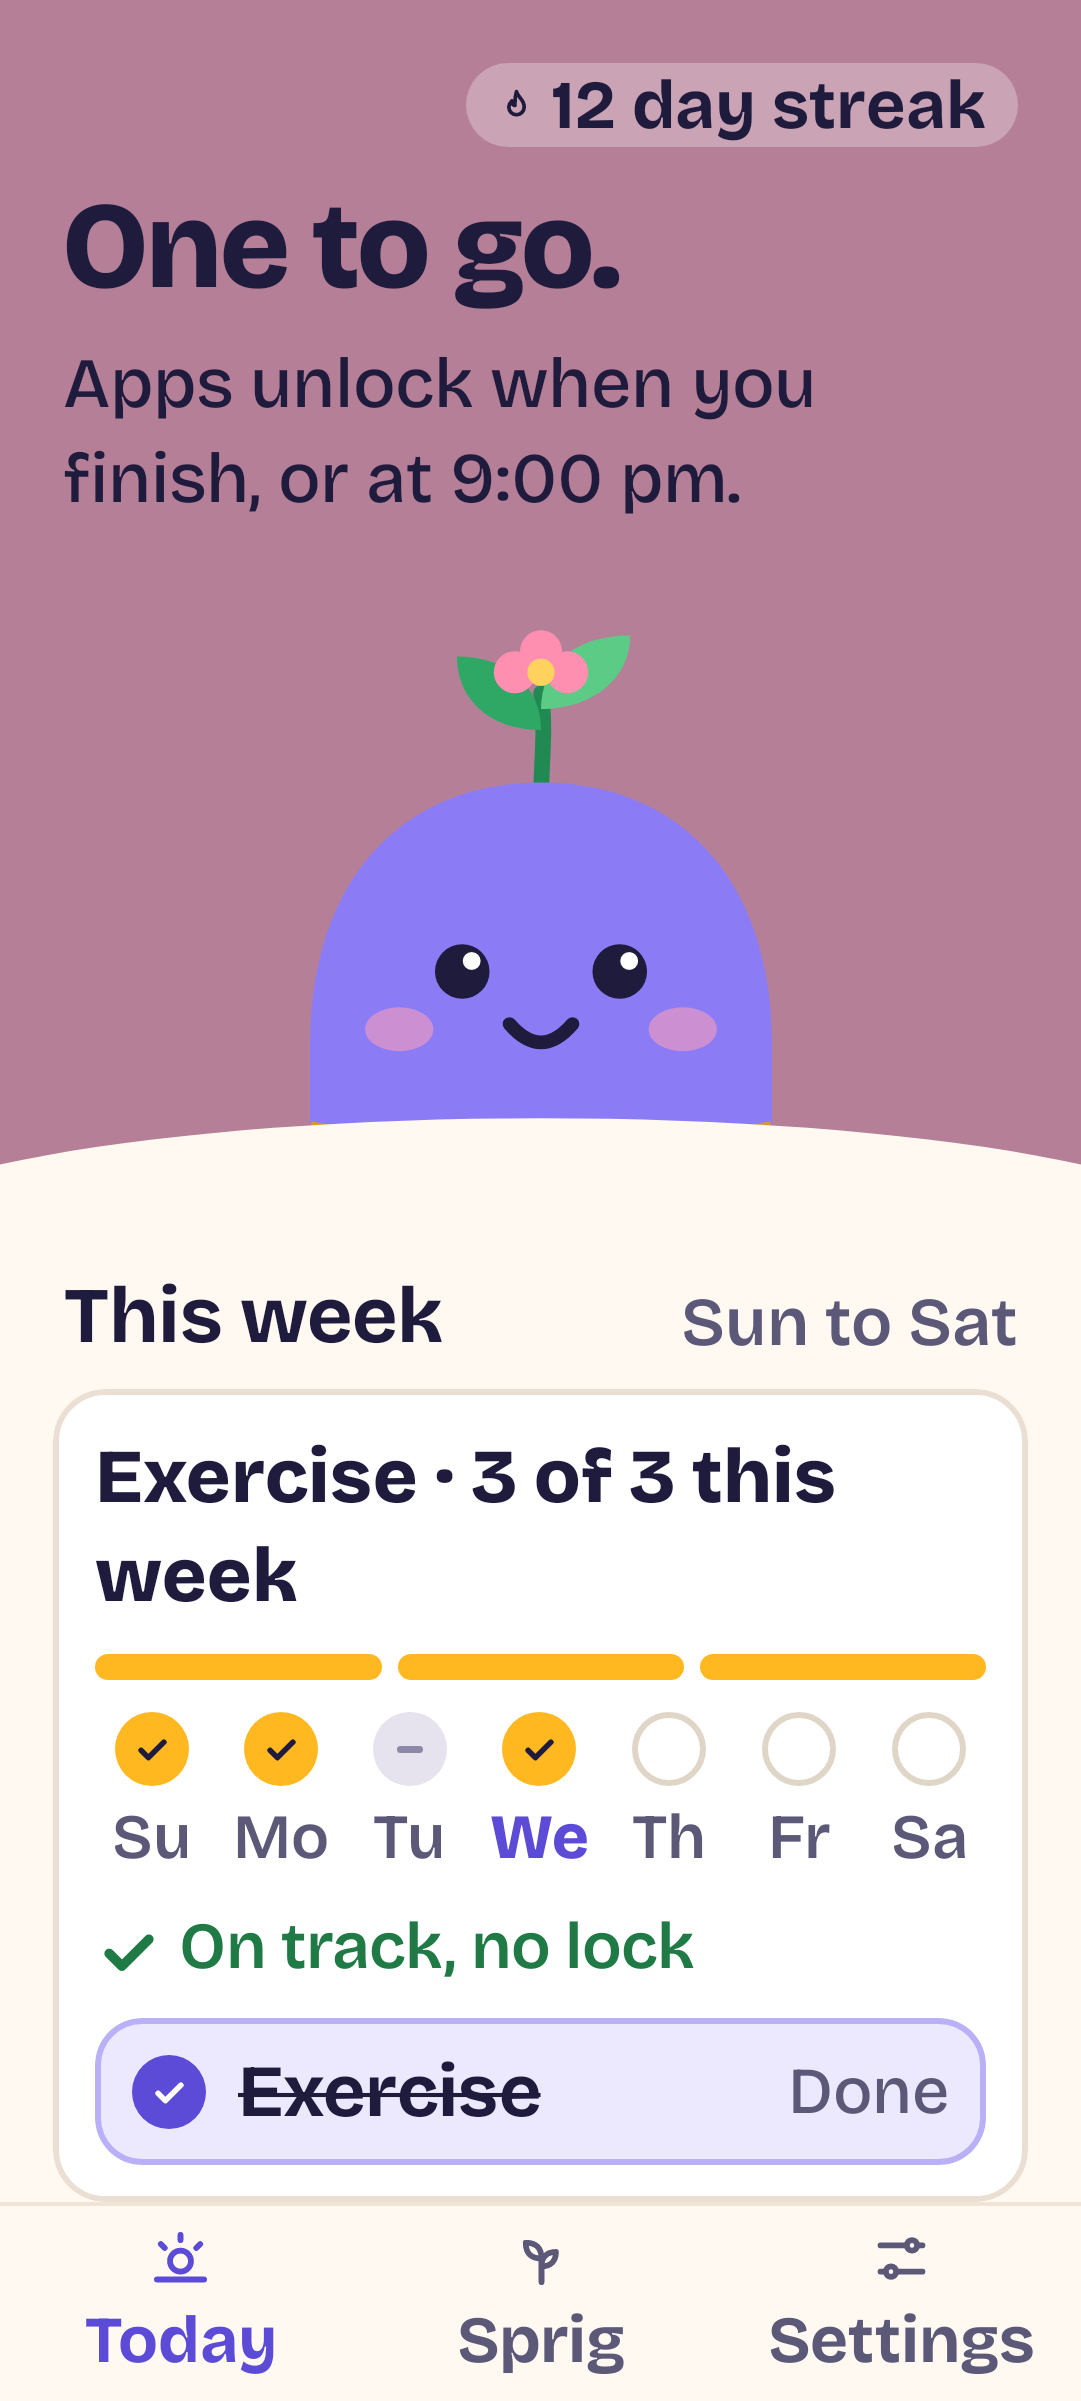 12 day streak
One to go.
Apps unlock when you
finish, or at 9:00 pm.
This week
Sun to Sat
Exercise · 3 of 3 this
week
Su Mo Tu We Th Fr Sa
On track, no lock
Exercise
Done
Today
Sprig
Settings